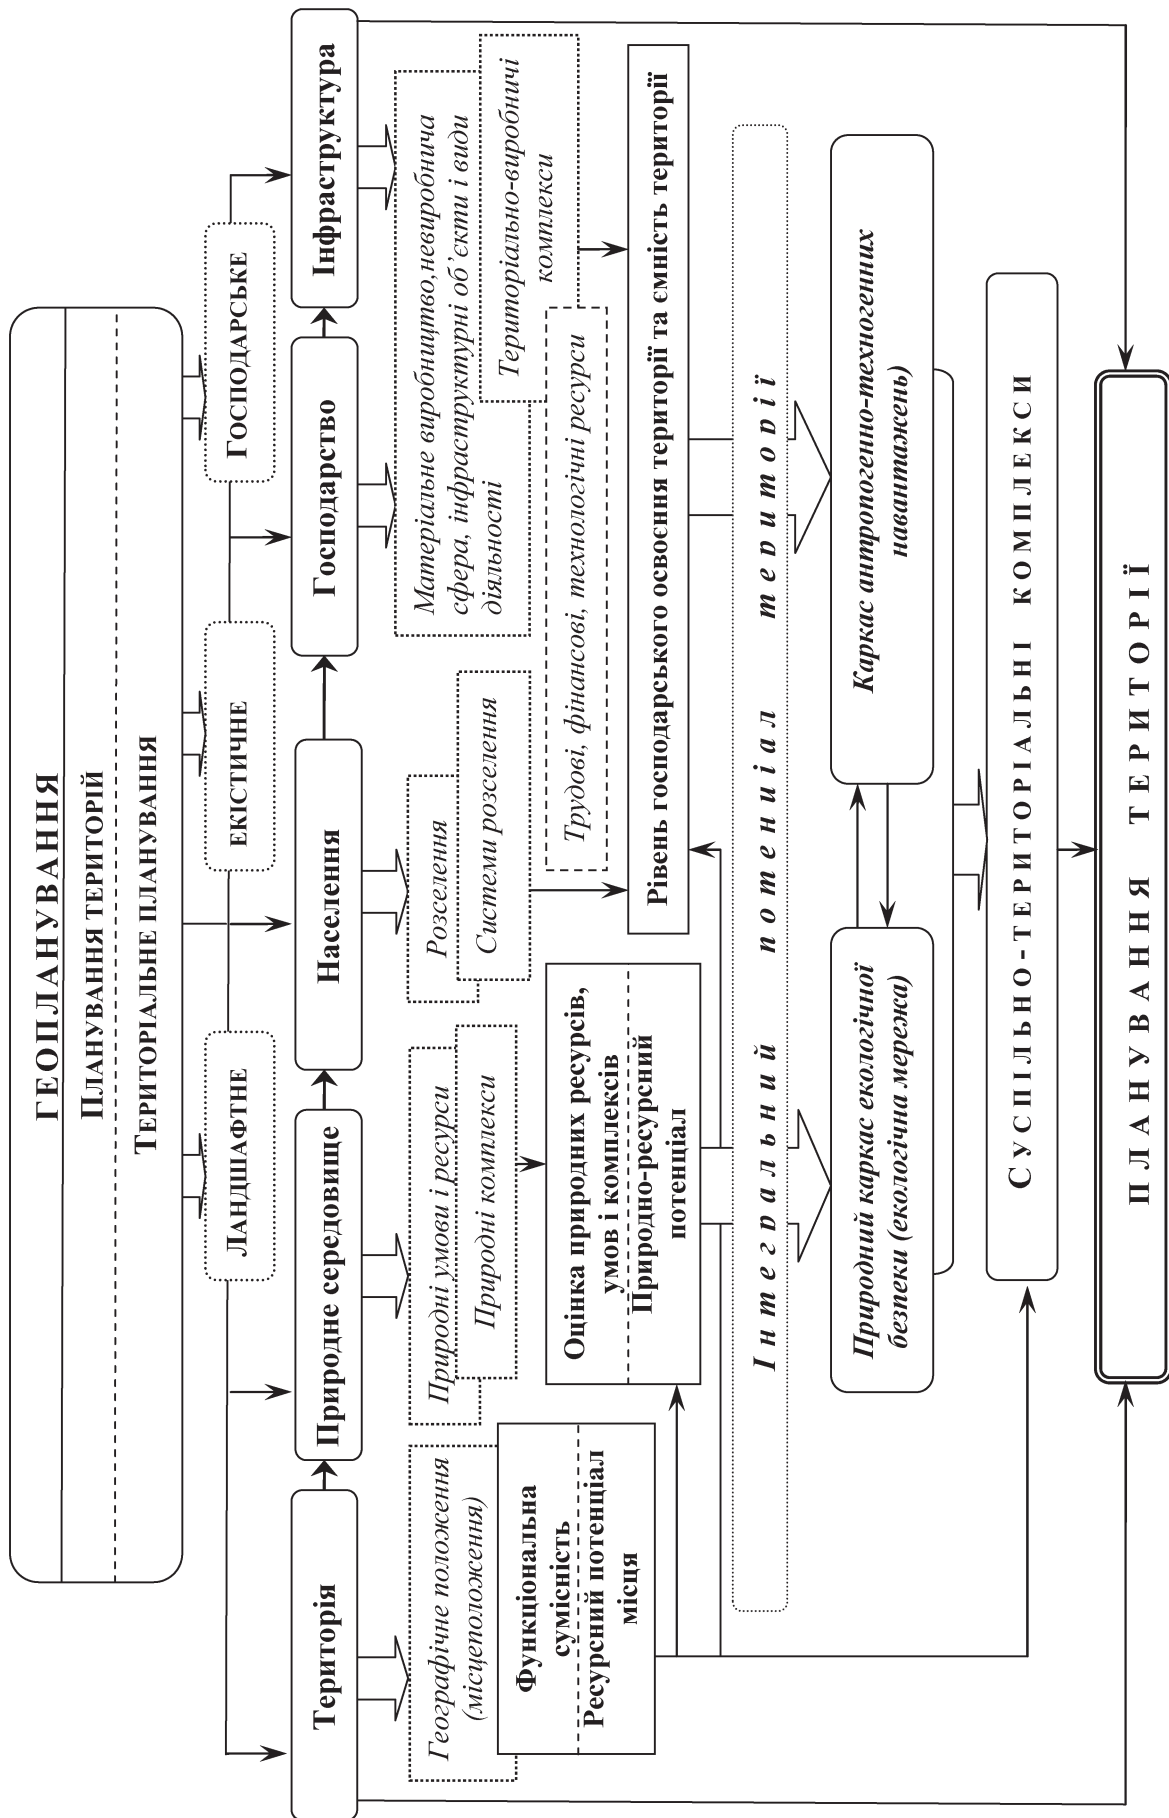 ГЕОПЛАНУВАННЯ
ПЛАНУВАННЯ ТЕРИТОРІЙ
ТЕРИТОРІАЛЬНЕ ПЛАНУВАННЯ
ЛАНДШАФТНЕ
ЕКІСТИЧНЕ
ГОСПОДАРСЬКЕ
Територія
Природне середовище
Населення
Господарство
Інфраструктура
Географічне положення
(місцеположення)
Функціональна
сумісність
Ресурсний потенціал
місця
Природні умови і ресурси
Природні комплекси
Розселення
Системи розселення
Матеріальне виробництво,невиробнича
сфера, інфраструктурні об’єкти і види
діяльності
Територіально-виробничі
комплекси
Трудові, фінансові, технологічні ресурси
Оцінка природних ресурсів,
умов і комплексів
Природно-ресурсний
потенціал
Рівень господарського освоєння території та ємність території
Інтегральний потенціал території
Природний каркас екологічної
безпеки (екологічна мережа)
Каркас антропогенно-техногенних
навантажень)
СУСПІЛЬНО-ТЕРИТОРІАЛЬНІ КОМПЛЕКСИ
ПЛАНУВАННЯ ТЕРИТОРІЇ